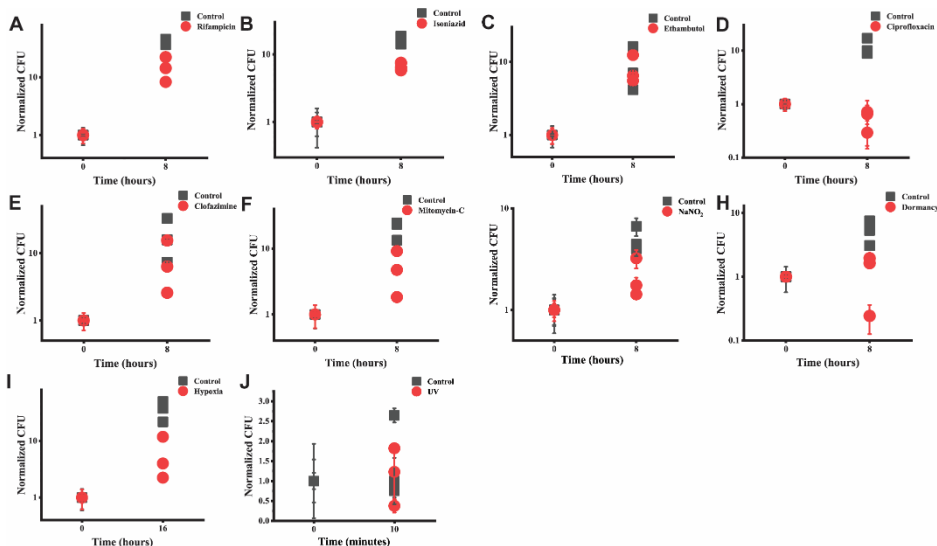 A
Control
Rifampicin
Normalized CFU
10
1
0
8
Time (hours)
B
Control
Isoniazid
Normalized CFU
10
1
0
8
Time (hours)
C
Control
Ethambutol
Normalized CFU
10
1
0
8
Time (hours)
D
Control
Ciprofloxacin
Normalized CFU
10
1
0.1
0
8
Time (hours)
E
Control
Clofazimine
Normalized CFU
10
1
0
8
Time (hours)
F
Control
Mitomycin-C
Normalized CFU
10
1
0
8
Time (hours)
Control
NaNO2
Normalized CFU
10
1
0
8
Time (hours)
H
Control
Dormancy
Normalized CFU
10
1
0.1
0
8
Time (hours)
I
Control
Hypoxia
Normalized CFU
10
1
0
16
Time (hours)
J
Control
UV
Normalized CFU
3.0
2.5
2.0
1.5
1.0
0.5
0.0
0
10
Time (minutes)